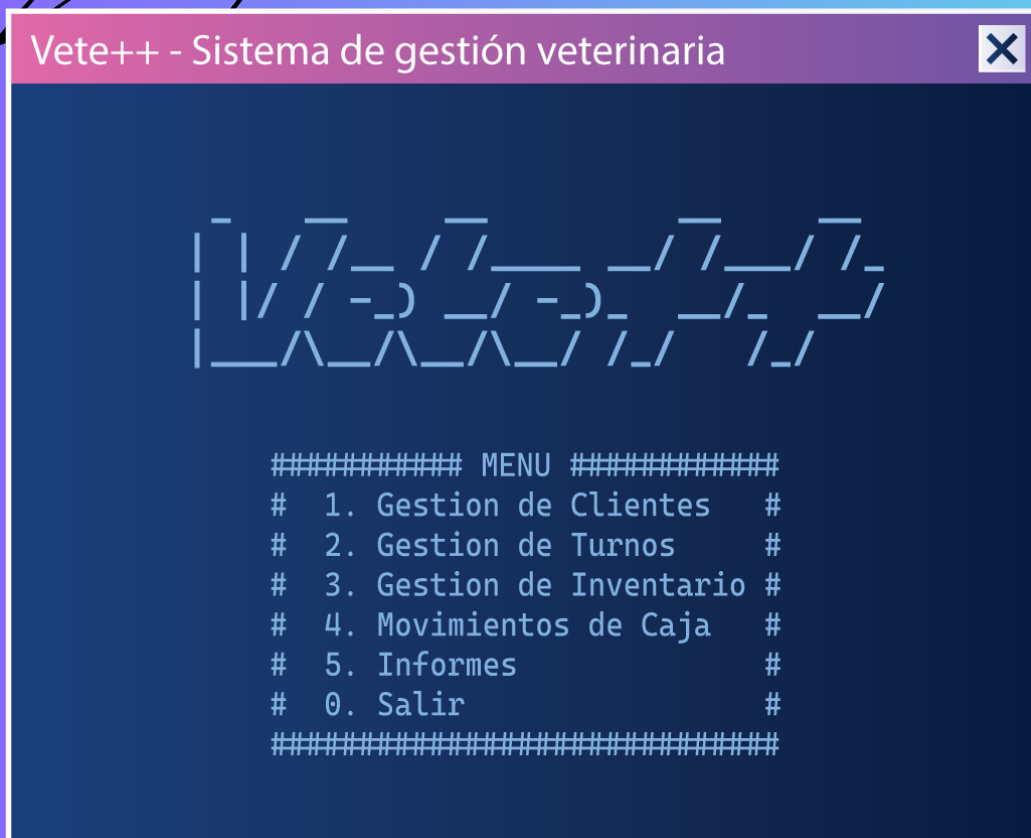 Vete++ - Sistema de gestión veterinaria
Vete++
########### MENU ############
#  1. Gestion de Clientes   #
#  2. Gestion de Turnos     #
#  3. Gestion de Inventario #
#  4. Movimientos de Caja   #
#  5. Informes              #
#  0. Salir                 #
#############################